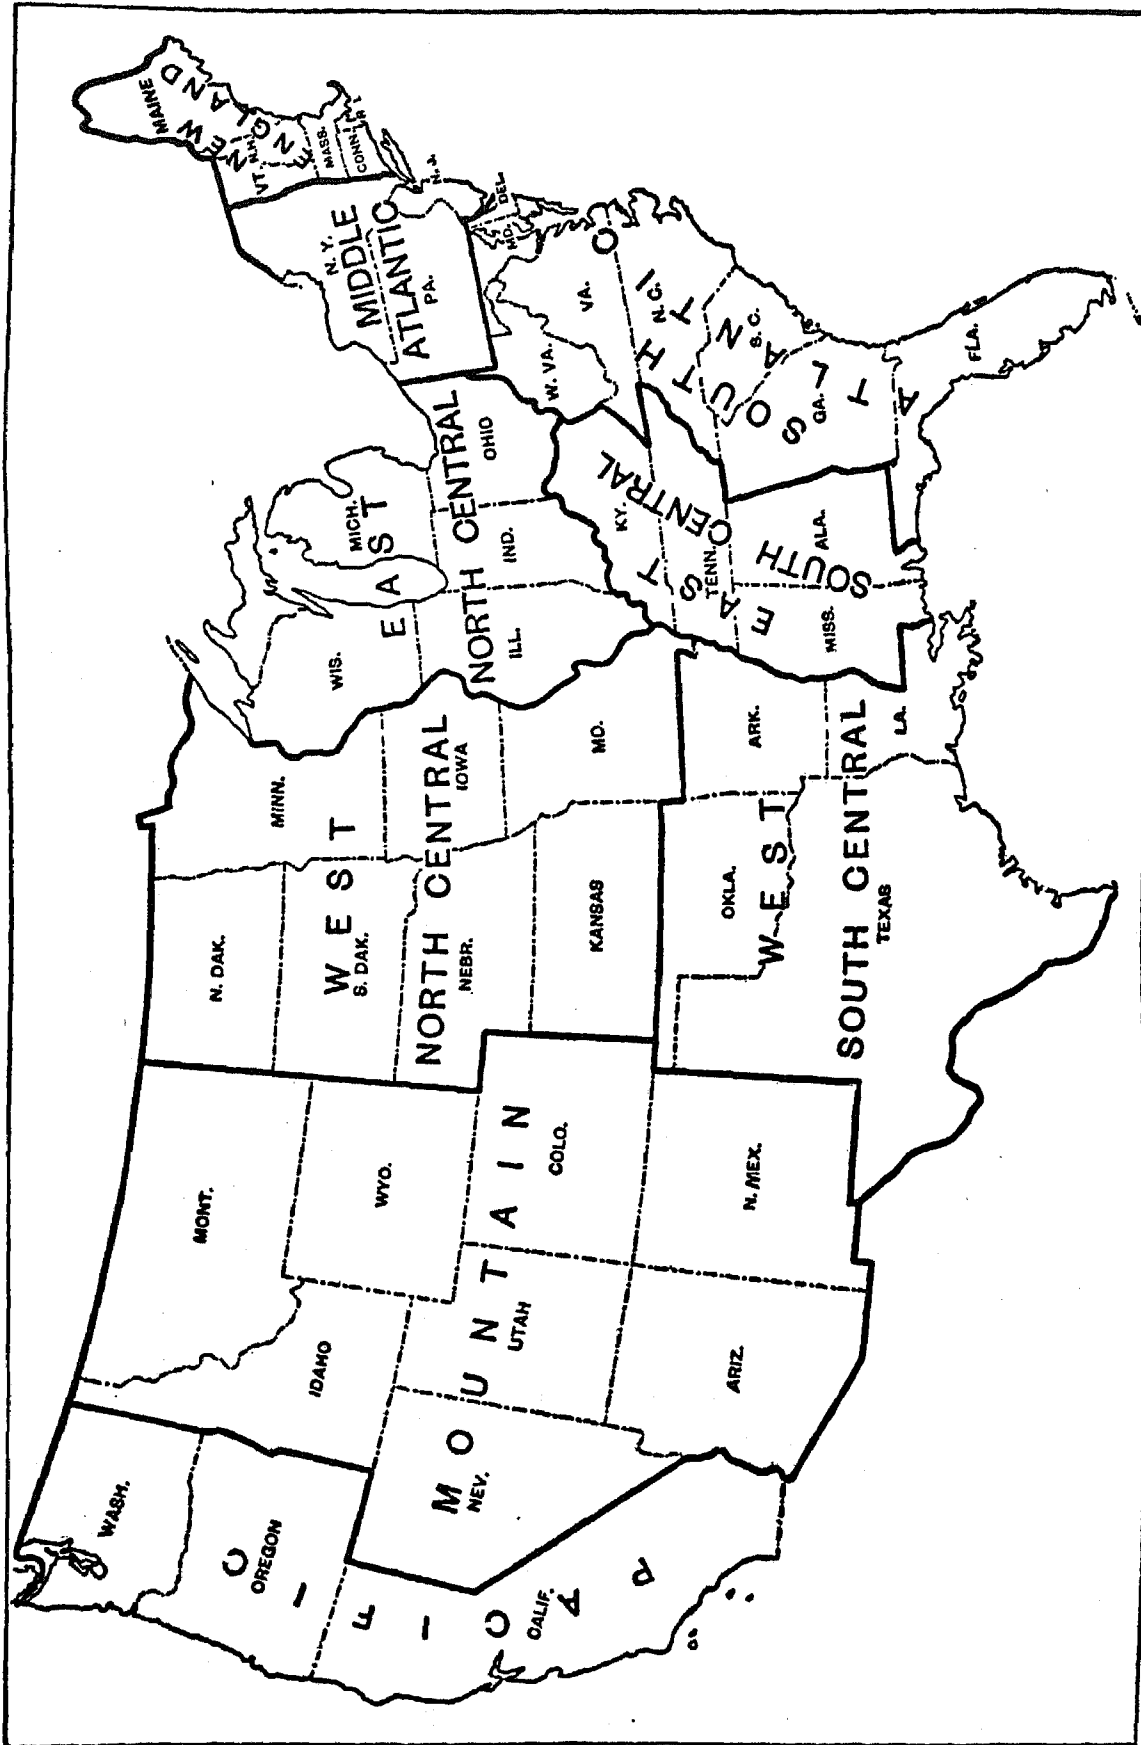 PACIFIC
WASH.
OREGON
CALIF.
MOUNTAIN
MONT.
IDAHO
WYO.
NEV.
UTAH
COLO.
ARIZ.
N. MEX.
WEST
NORTH CENTRAL
N. DAK.
S. DAK.
MINN.
NEBR.
IOWA
KANSAS
MO.
WEST
SOUTH CENTRAL
OKLA.
ARK.
TEXAS
LA.
EAST
NORTH CENTRAL
WIS.
MICH.
ILL.
IND.
OHIO
EAST
SOUTH CENTRAL
KY.
TENN.
MISS.
ALA.
SOUTH ATLANTIC
W. VA.
VA.
MD.
DEL.
N.C.
S.C.
GA.
FLA.
MIDDLE
ATLANTIC
N. Y.
PA.
N. J.
NEW ENGLAND
MAINE
VT.
N.H.
MASS.
CONN.
R I.